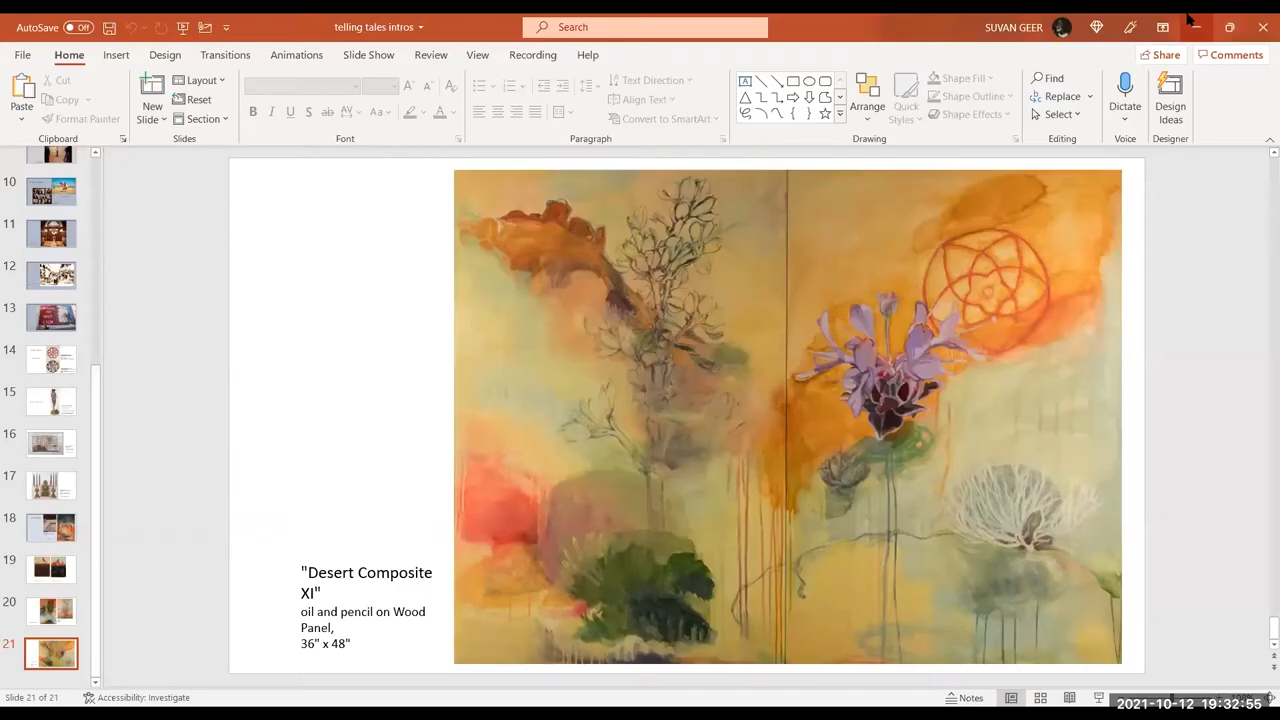 AutoSave Off telling tales intros Search SUVAN GEER
File Home Insert Design Transitions Animations Slide Show Review View Recording Help Share Comments
Paste Cut Copy Format Painter Clipboard
New Slide Layout Reset Section Slides
B I U S ab AV Aa A A A A Font
Text Direction Align Text Convert to SmartArt Paragraph
Arrange Quick Styles Shape Fill Shape Outline Shape Effects Drawing
Find Replace Select Editing
Dictate Voice
Design Ideas Designer
10
11
12
13
14
15
16
17
18
19
20
21
"Desert Composite
XI"
oil and pencil on Wood
Panel,
36" x 48"
Slide 21 of 21 Accessibility: Investigate Notes
2021-10-12 19:32:55